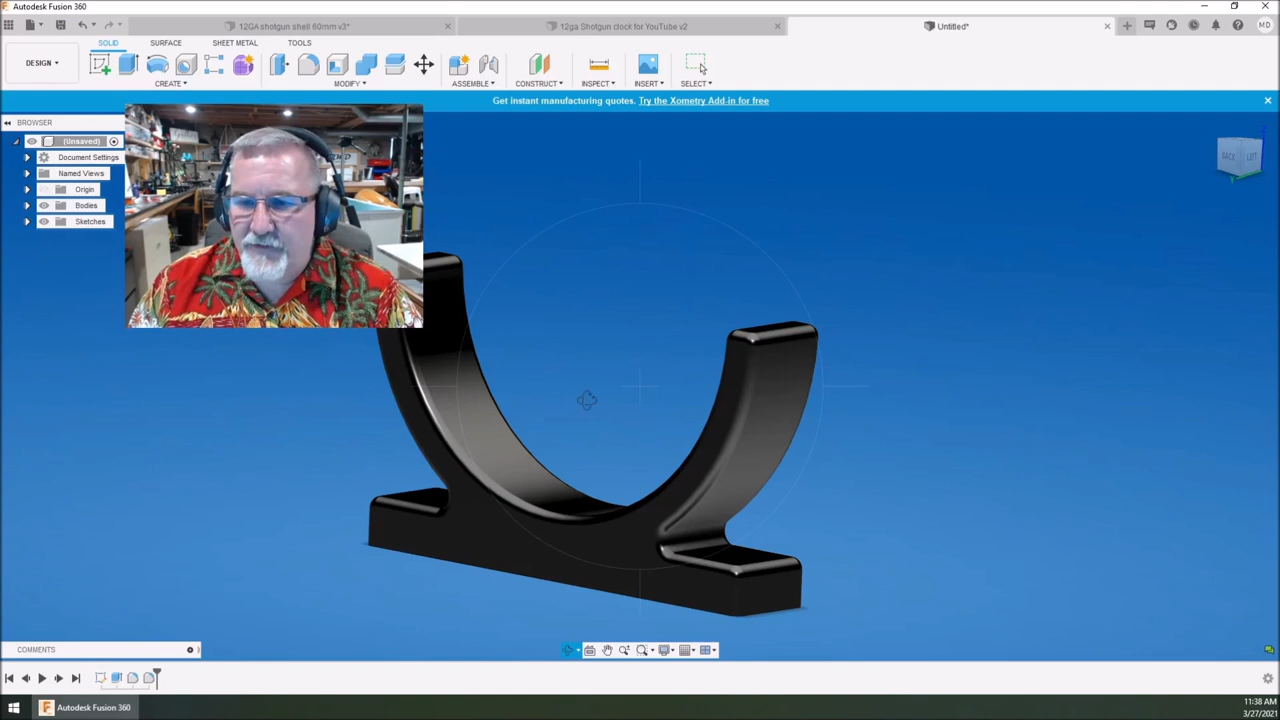 Autodesk Fusion 360
12GA shotgun shell 60mm v3*
12ga Shotgun clock for YouTube v2
Untitled*
MD
SOLID
SURFACE
SHEET METAL
TOOLS
DESIGN
CREATE
MODIFY
ASSEMBLE
CONSTRUCT
INSPECT
INSERT
SELECT
Get instant manufacturing quotes. Try the Xometry Add-in for free
BROWSER
(Unsaved)
Document Settings
Named Views
Origin
Bodies
Sketches
BACK
LEFT
COMMENTS
Autodesk Fusion 360
11:38 AM
3/27/2021